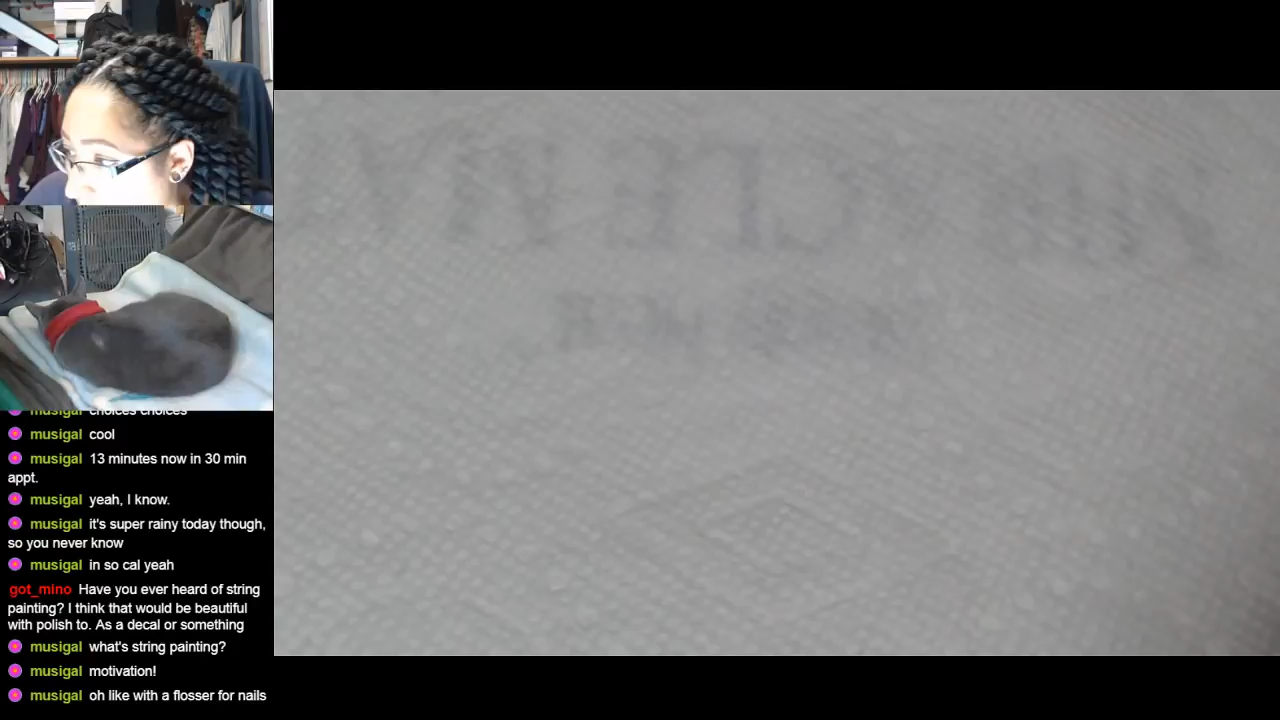 musigal choices choices
musigal cool
musigal 13 minutes now in 30 min
appt.
musigal yeah, I know.
musigal it's super rainy today though,
so you never know
musigal in so cal yeah
got_mino Have you ever heard of string
painting? I think that would be beautiful
with polish to. As a decal or something
musigal what's string painting?
musigal motivation!
musigal oh like with a flosser for nails